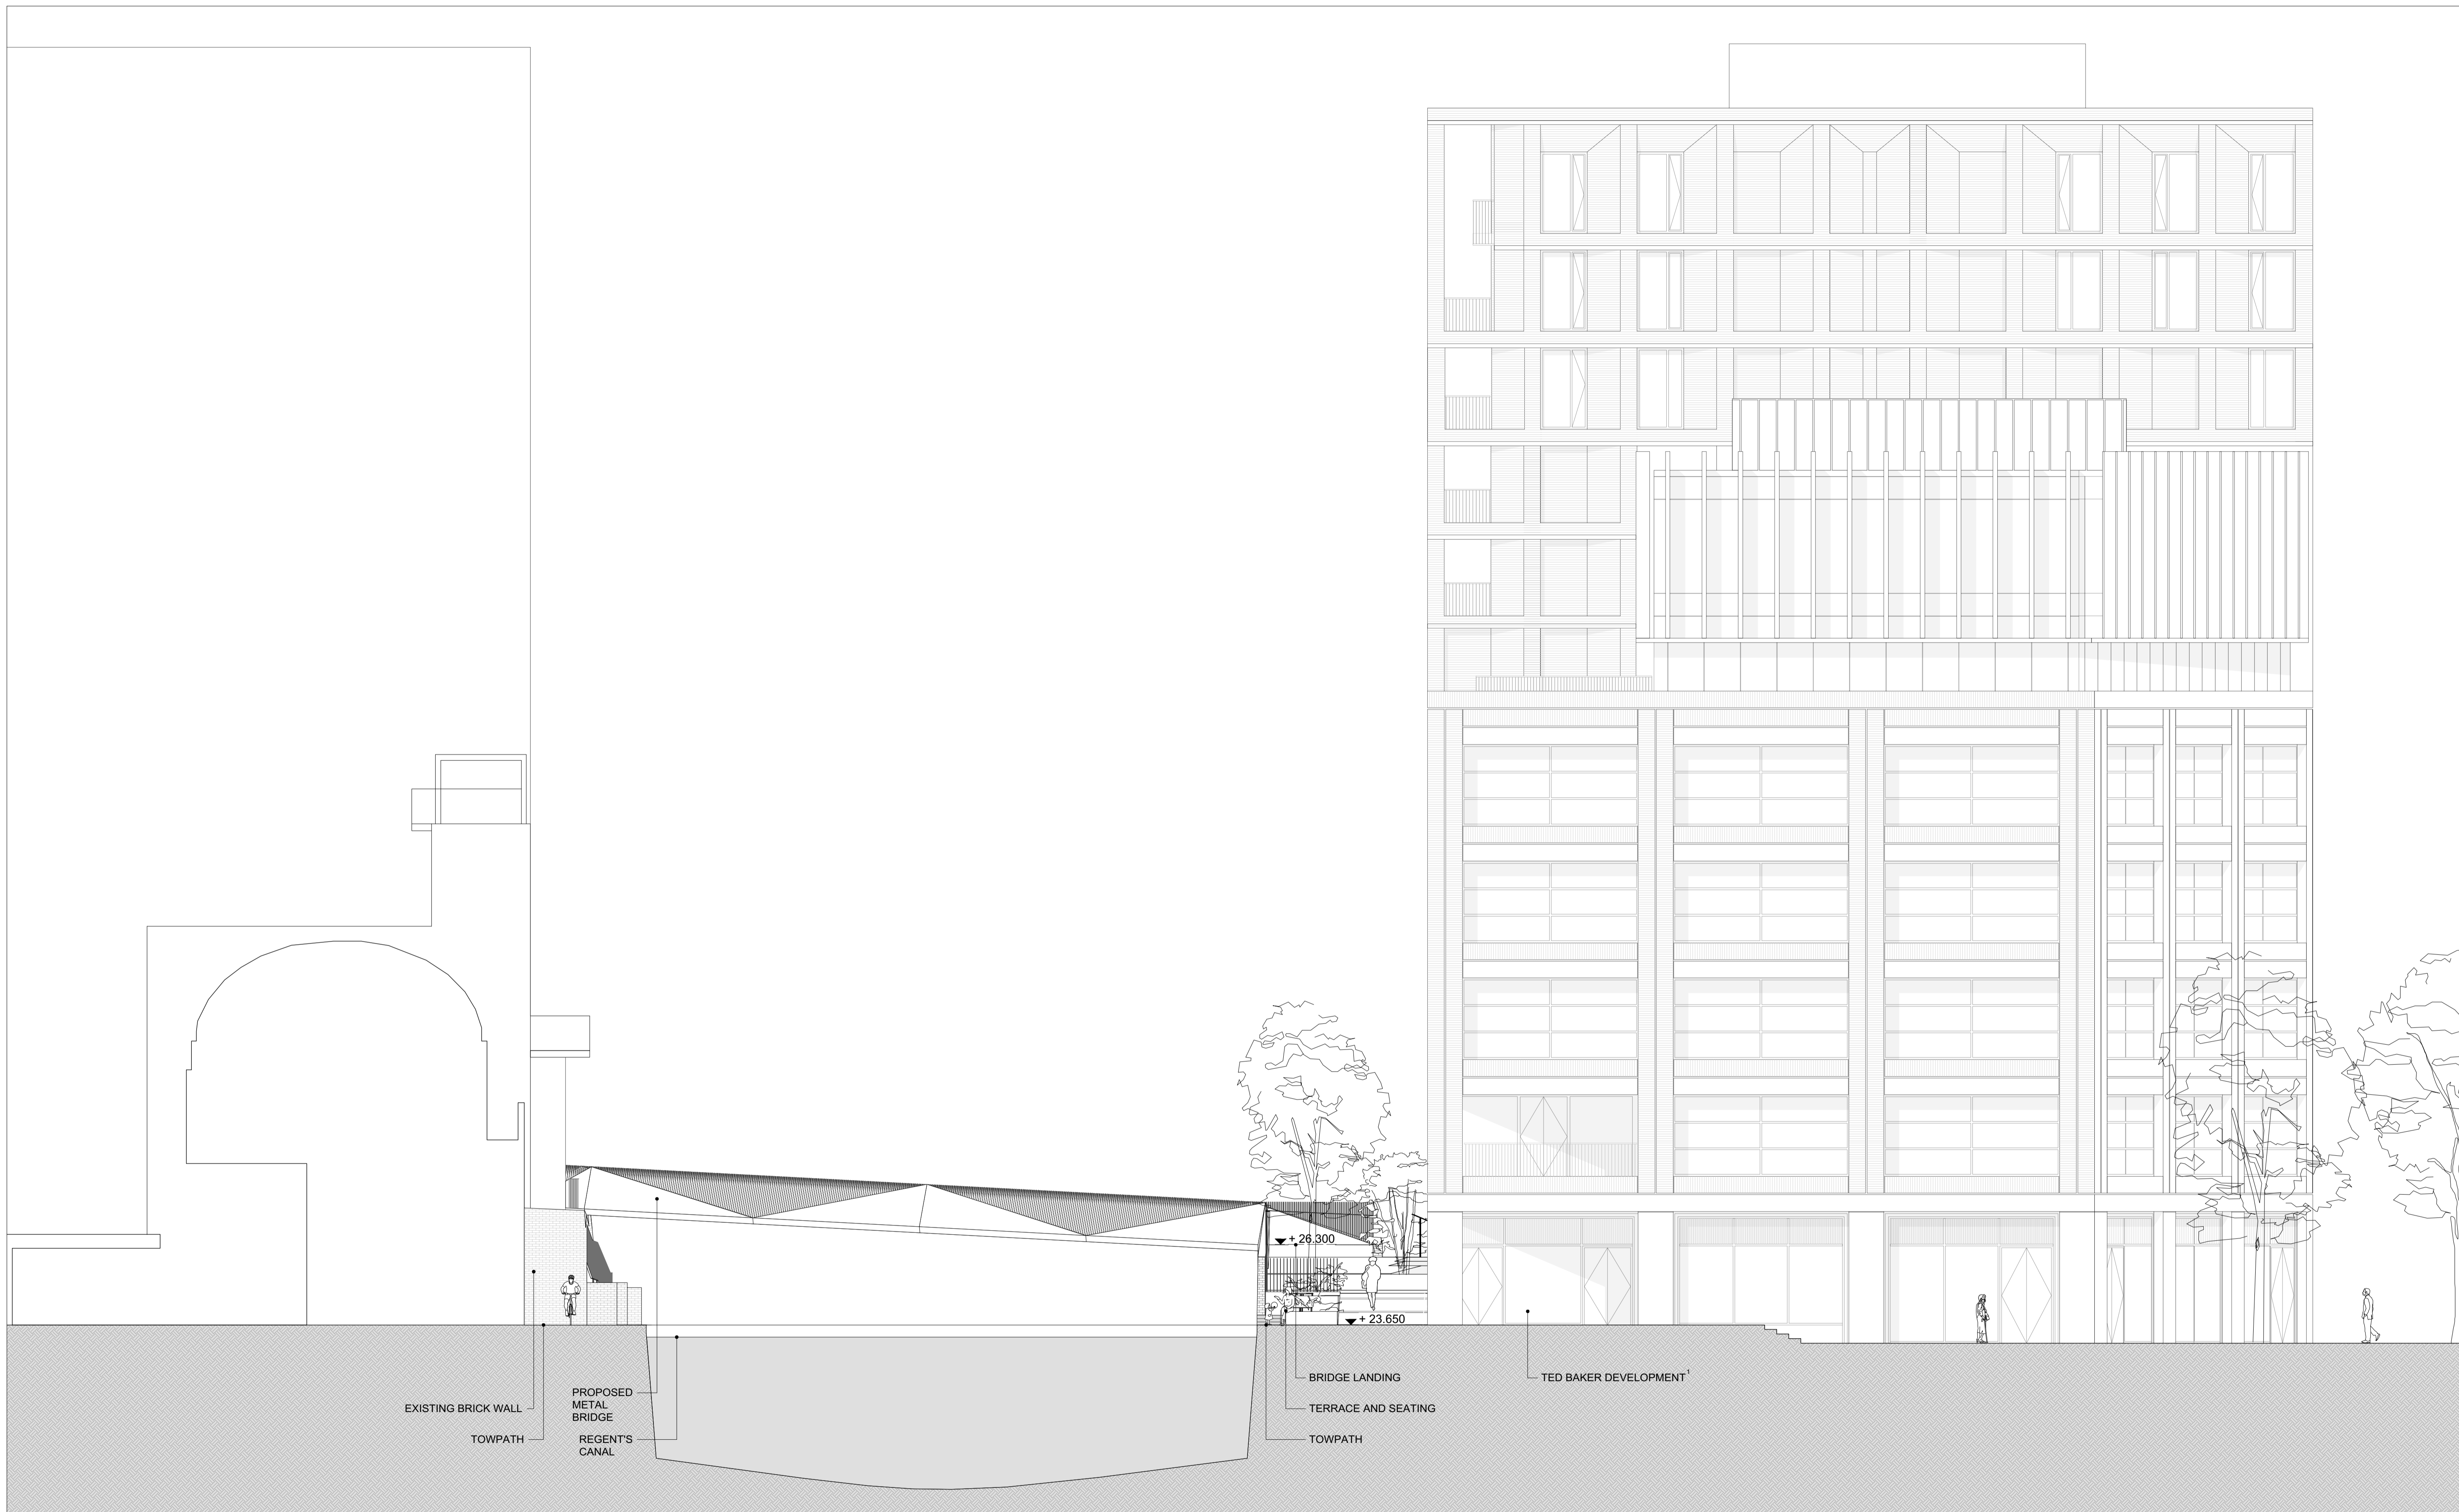 + 26.300
+ 23.650
BRIDGE LANDING
TED BAKER DEVELOPMENT¹
PROPOSED
METAL
BRIDGE
EXISTING BRICK WALL
TERRACE AND SEATING
TOWPATH
REGENT'S
CANAL
TOWPATH